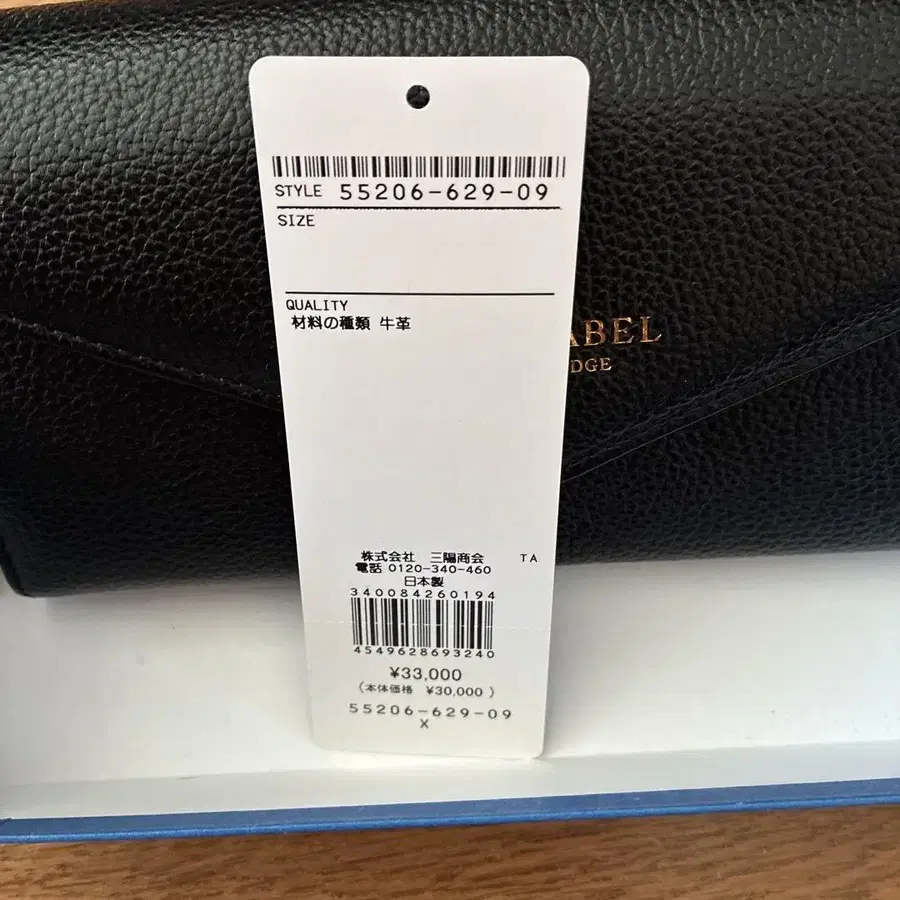 STYLE 55206-629-09
SIZE
QUALITY
材料の種類 牛革
ABEL
DGE
株式会社 三陽商会 TA
電話 0120-340-460
日本製
340084260194
4549628693240
¥33,000
(本体価格 ¥30,000)
55206-629-09
X